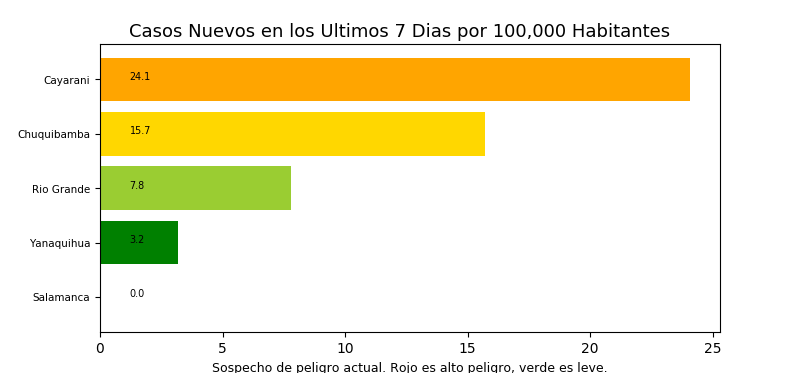 Casos Nuevos en los Ultimos 7 Dias por 100,000 Habitantes
Cayarani 24.1
Chuquibamba 15.7
Rio Grande 7.8
Yanaquihua 3.2
Salamanca 0.0
0 5 10 15 20 25
Sospecho de peligro actual. Rojo es alto peligro, verde es leve.